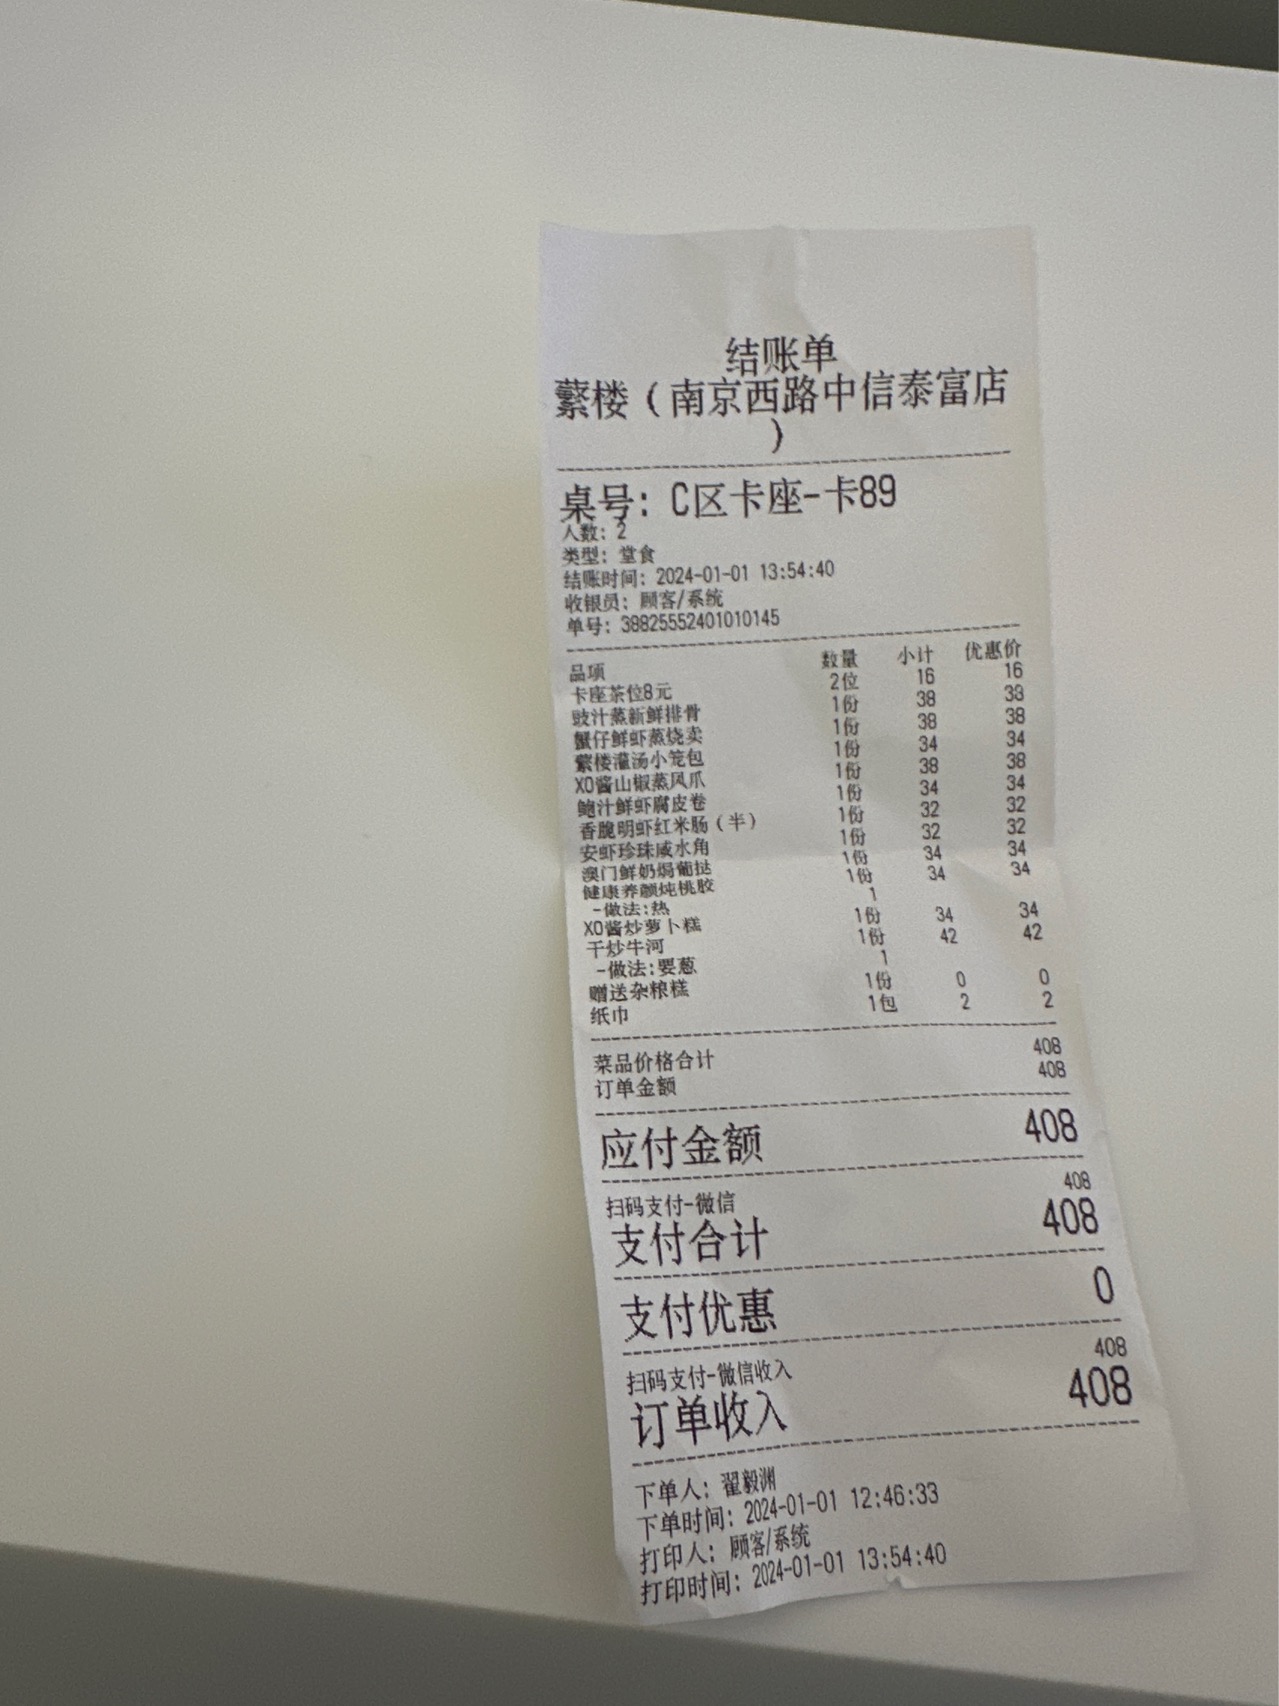 结账单
蘩楼（南京西路中信泰富店
）
桌号：C区卡座-卡89
人数：2
类型：堂食
结账时间：2024-01-01 13:54:40
收银员：顾客/系统
单号：38825552401010145
品项 数量 小计 优惠价
卡座茶位8元 2位 16 16
豉汁蒸新鲜排骨 1份 38 38
蟹仔鲜虾蒸烧卖 1份 38 38
蘩楼灌汤小笼包 1份 34 34
XO酱山椒蒸凤爪 1份 38 38
鲍汁鲜虾腐皮卷 1份 34 34
香脆明虾红米肠（半） 1份 32 32
安虾珍珠咸水角 1份 32 32
澳门鲜奶焗葡挞 1份 34 34
健康养颜炖桃胶 1份 34 34
-做法:热 1
XO酱炒萝卜糕 1份 34 34
干炒牛河 1份 42 42
-做法:要葱 1
赠送杂粮糕 1份 0 0
纸巾 1包 2 2
菜品价格合计 408
订单金额 408
应付金额 408
扫码支付-微信 408
支付合计 408
支付优惠 0
扫码支付-微信收入 408
订单收入 408
下单人：翟毅渊
下单时间：2024-01-01 12:46:33
打印人：顾客/系统
打印时间：2024-01-01 13:54:40